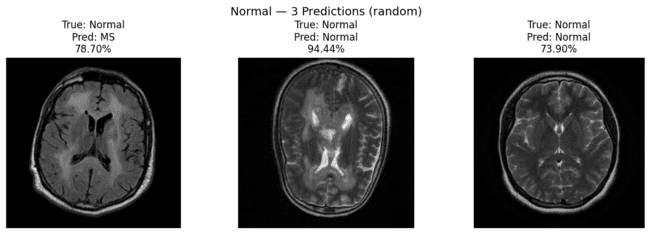 Normal — 3 Predictions (random)
True: Normal
Pred: MS
78.70%
True: Normal
Pred: Normal
94.44%
True: Normal
Pred: Normal
73.90%